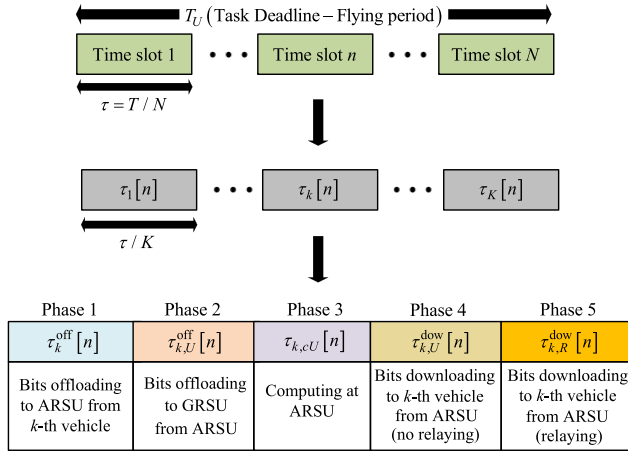 T_U (Task Deadline – Flying period)
Time slot 1 • • • Time slot n • • • Time slot N
τ = T / N
τ_1[n] • • • τ_k[n] • • • τ_K[n]
τ / K
Phase 1 Phase 2 Phase 3 Phase 4 Phase 5
τ_k^off[n] τ_{k,U}^off[n] τ_{k,cU}[n] τ_{k,U}^dow[n] τ_{k,R}^dow[n]
Bits offloading
to ARSU from
k-th vehicle
Bits offloading
to GRSU
from ARSU
Computing at
ARSU
Bits downloading
to k-th vehicle
from ARSU
(no relaying)
Bits downloading
to k-th vehicle
from ARSU
(relaying)